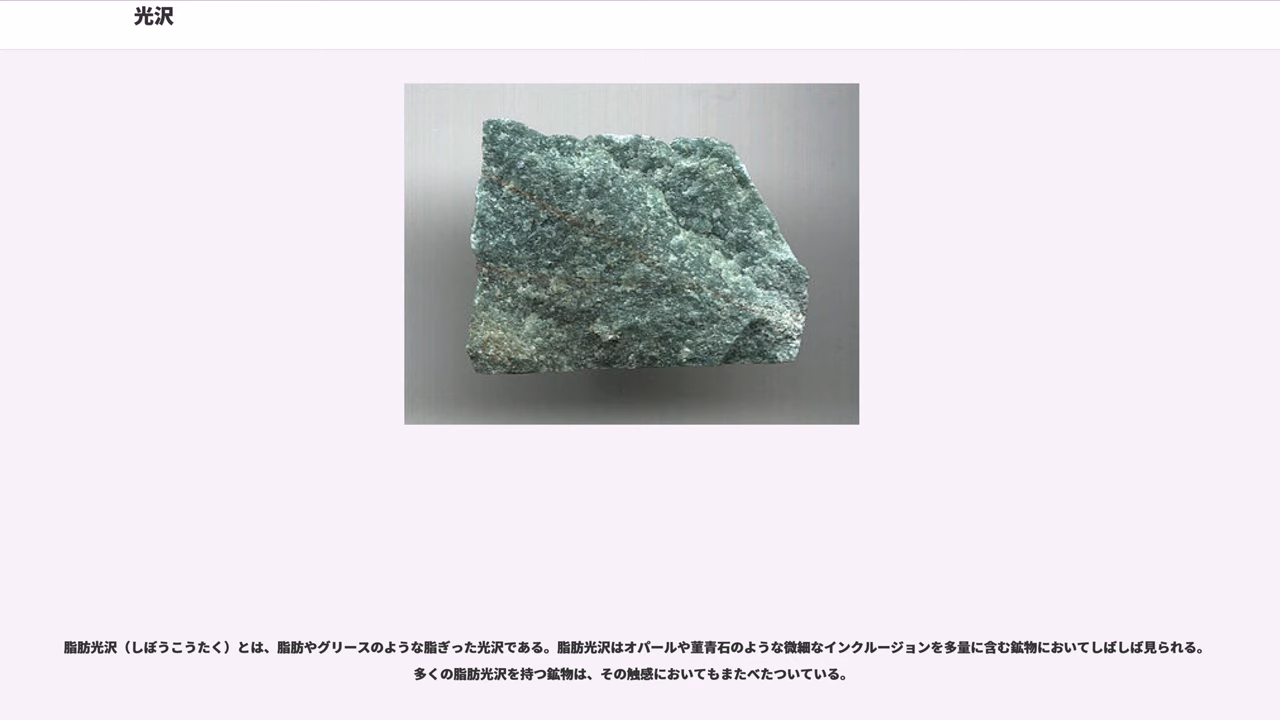 光沢
脂肪光沢（しぼうこうたく）とは、脂肪やグリースのような脂ぎった光沢である。脂肪光沢はオパールや菫青石のような微細なインクルージョンを多量に含む鉱物においてしばしば見られる。
多くの脂肪光沢を持つ鉱物は、その触感においてもまたべたついている。